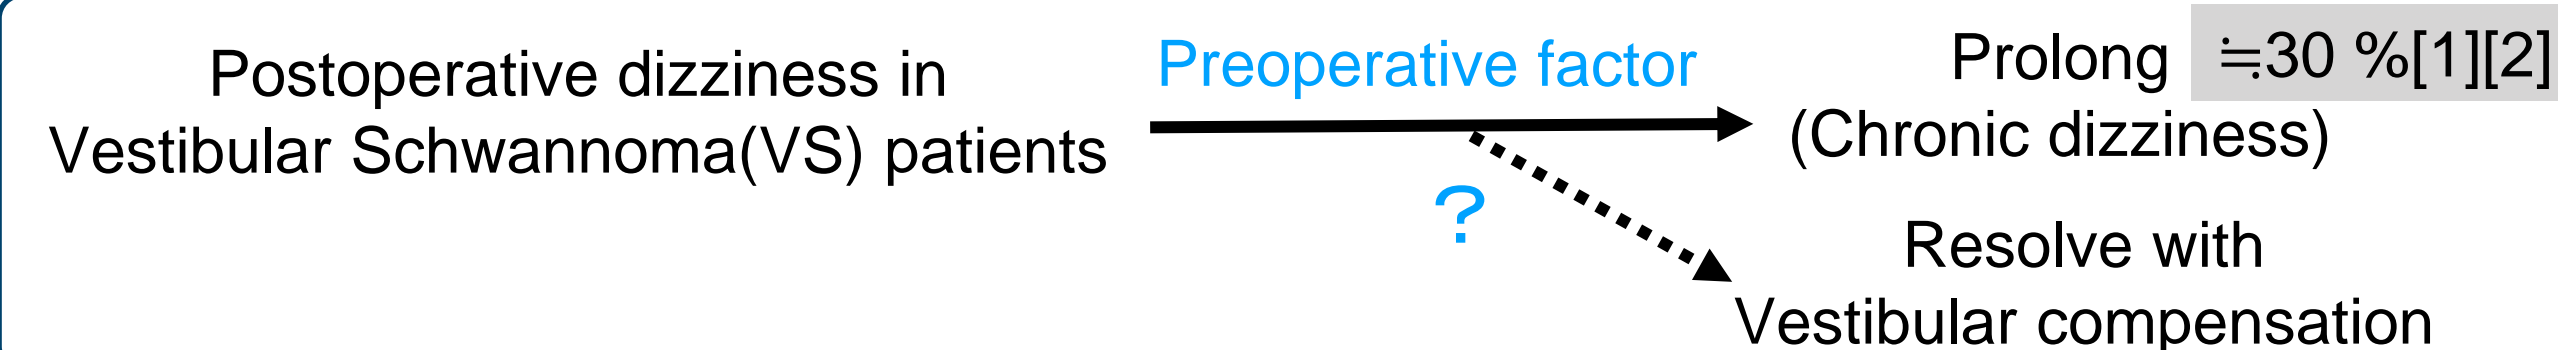 Postoperative dizziness in
Vestibular Schwannoma(VS) patients
Preoperative factor
?
Prolong ≒30 %[1][2]
(Chronic dizziness)
Resolve with
Vestibular compensation